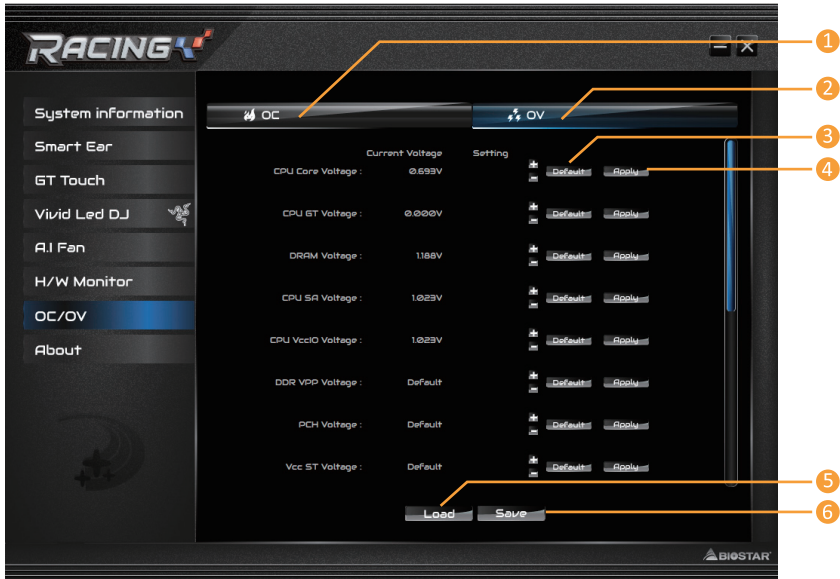 RACING
1
OC
OV
2
System information
Smart Ear
GT Touch
Vivid Led DJ
A.I Fan
H/W Monitor
OC/OV
About
Current Voltage Setting
3
CPU Core Voltage : 0.693V + - Default Apply
4
CPU GT Voltage : 0.000V + - Default Apply
DRAM Voltage : 1.188V + - Default Apply
CPU SA Voltage : 1.023V + - Default Apply
CPU VccIO Voltage : 1.023V + - Default Apply
DDR VPP Voltage : Default + - Default Apply
PCH Voltage : Default + - Default Apply
Vcc ST Voltage : Default + - Default Apply
5
Load Save
6
BIOSTAR